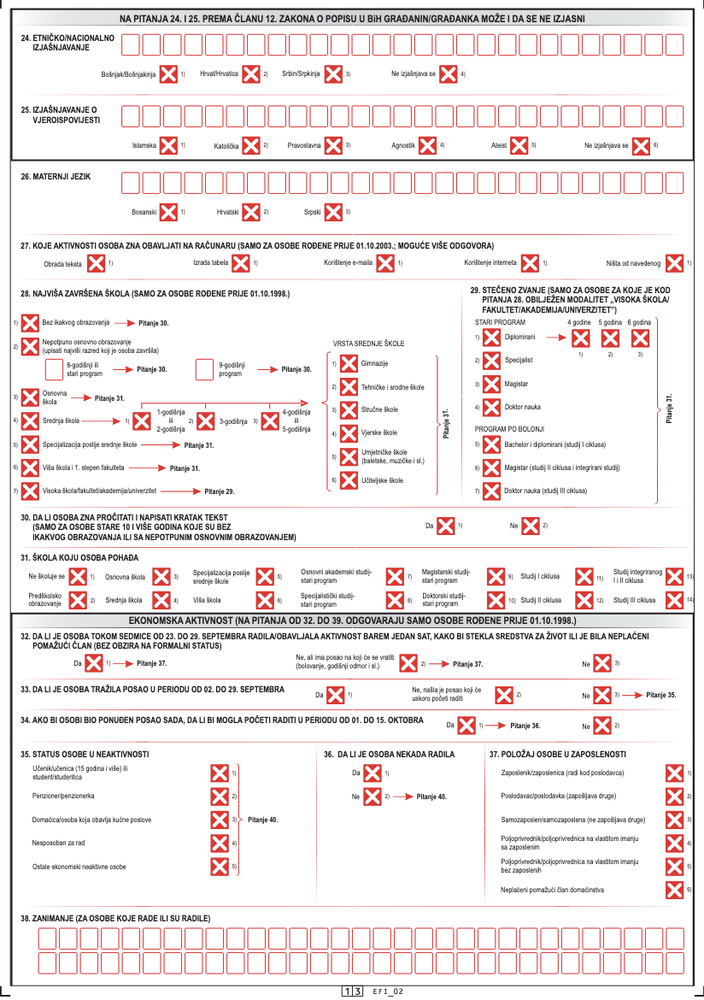 NA PITANJA 24. I 25. PREMA ČLANU 12. ZAKONA O POPISU U BiH GRAĐANIN/GRAĐANKA MOŽE I DA SE NE IZJASNI
24. ETNIČKO/NACIONALNO
IZJAŠNJAVANJE
Bošnjak/Bošnjakinja 1) Hrvat/Hrvatica 2) Srbin/Srpkinja 3) Ne izjašnjava se 4)
25. IZJAŠNJAVANJE O
VJEROISPOVIJESTI
Islamska 1) Katolička 2) Pravoslavna 3) Agnostik 4) Ateist 5) Ne izjašnjava se 6)
26. MATERNJI JEZIK
Bosanski 1) Hrvatski 2) Srpski 3)
27. KOJE AKTIVNOSTI OSOBA ZNA OBAVLJATI NA RAČUNARU (SAMO ZA OSOBE ROĐENE PRIJE 01.10.2003.; MOGUĆE VIŠE ODGOVORA)
Obrada teksta 1) Izrada tabela 1) Korištenje e-maila 1) Korištenje interneta 1) Ništa od navedenog 1)
28. NAJVIŠA ZAVRŠENA ŠKOLA (SAMO ZA OSOBE ROĐENE PRIJE 01.10.1998.)
1) Bez ikakvog obrazovanja Pitanje 30.
2) Nepotpuno osnovno obrazovanje
(upisati najviši razred koji je osoba završila)
8-godišnji ili
stari program Pitanje 30.
9-godišnji
program Pitanje 30.
3) Osnovna
škola Pitanje 31.
4) Srednja škola 1) 1-godišnja
ili
2-godišnja
2) 3-godišnja 3) 4-godišnja
ili
5-godišnja
5) Specijalizacija poslije srednje škole Pitanje 31.
6) Viša škola i 1. stepen fakulteta Pitanje 31.
7) Visoka škola/fakultet/akademija/univerzitet Pitanje 29.
VRSTA SREDNJE ŠKOLE
1) Gimnazije
2) Tehničke i srodne škole
3) Stručne škole
4) Vjerske škole
5) Umjetničke škole
(baletske, muzičke i sl.)
6) Učiteljske škole
Pitanje 31.
29. STEČENO ZVANJE (SAMO ZA OSOBE ZA KOJE JE KOD
PITANJA 28. OBILJEŽEN MODALITET „VISOKA ŠKOLA/
FAKULTET/AKADEMIJA/UNIVERZITET”)
STARI PROGRAM 4 godine 5 godina 6 godina
1) Diplomirani
1) 2) 3)
2) Specijalist
3) Magistar
4) Doktor nauka
PROGRAM PO BOLONJI
5) Bachelor i diplomirani (studij I ciklusa)
6) Magistar (studij II ciklusa i integrirani studij)
7) Doktor nauka (studij III ciklusa)
Pitanje 31.
30. DA LI OSOBA ZNA PROČITATI I NAPISATI KRATAK TEKST
(SAMO ZA OSOBE STARE 10 I VIŠE GODINA KOJE SU BEZ
IKAKVOG OBRAZOVANJA ILI SA NEPOTPUNIM OSNOVNIM OBRAZOVANJEM)
Da 1) Ne 2)
31. ŠKOLA KOJU OSOBA POHAĐA
Ne školuje se 1) Osnovna škola 3) Specijalizacija poslije
srednje škole 5) Osnovni akademski studij-
stari program 7) Magistarski studij-
stari program 9) Studij I ciklusa 11) Studij integriranog
I i II ciklusa 13)
Predškolsko
obrazovanje 2) Srednja škola 4) Viša škola 6) Specijalistički studij-
stari program 8) Doktorski studij-
stari program 10) Studij II ciklusa 12) Studij III ciklusa 14)
EKONOMSKA AKTIVNOST (NA PITANJA OD 32. DO 39. ODGOVARAJU SAMO OSOBE ROĐENE PRIJE 01.10.1998.)
32. DA LI JE OSOBA TOKOM SEDMICE OD 23. DO 29. SEPTEMBRA RADILA/OBAVLJALA AKTIVNOST BAREM JEDAN SAT, KAKO BI STEKLA SREDSTVA ZA ŽIVOT ILI JE BILA NEPLAĆENI
POMAŽUĆI ČLAN (BEZ OBZIRA NA FORMALNI STATUS)
Da 1) Pitanje 37. Ne, ali ima posao na koji će se vratiti
(bolovanje, godišnji odmor i sl.) 2) Pitanje 37. Ne 3)
33. DA LI JE OSOBA TRAŽILA POSAO U PERIODU OD 02. DO 29. SEPTEMBRA Da 1) Ne, našla je posao koji će
uskoro početi raditi 2) Ne 3) Pitanje 35.
34. AKO BI OSOBI BIO PONUĐEN POSAO SADA, DA LI BI MOGLA POČETI RADITI U PERIODU OD 01. DO 15. OKTOBRA Da 1) Pitanje 36. Ne 2)
35. STATUS OSOBE U NEAKTIVNOSTI
Učenik/učenica (15 godina i više) ili
student/studentica 1)
Penzioner/penzionerka 2)
Domaćica/osoba koja obavlja kućne poslove 3) Pitanje 40.
Nesposoban za rad 4)
Ostale ekonomski neaktivne osobe 5)
36. DA LI JE OSOBA NEKADA RADILA
Da 1)
Ne 2) Pitanje 40.
37. POLOŽAJ OSOBE U ZAPOSLENOSTI
Zaposlenik/zaposlenica (radi kod poslodavca) 1)
Poslodavac/poslodavka (zapošljava druge) 2)
Samozaposlen/samozaposlena (ne zapošljava druge) 3)
Poljoprivrednik/poljoprivrednica na vlastitom imanju
sa zaposlenim 4)
Poljoprivrednik/poljoprivrednica na vlastitom imanju
bez zaposlenih 5)
Neplaćeni pomažući član domaćinstva 6)
38. ZANIMANJE (ZA OSOBE KOJE RADE ILI SU RADILE)
13 EFI_02